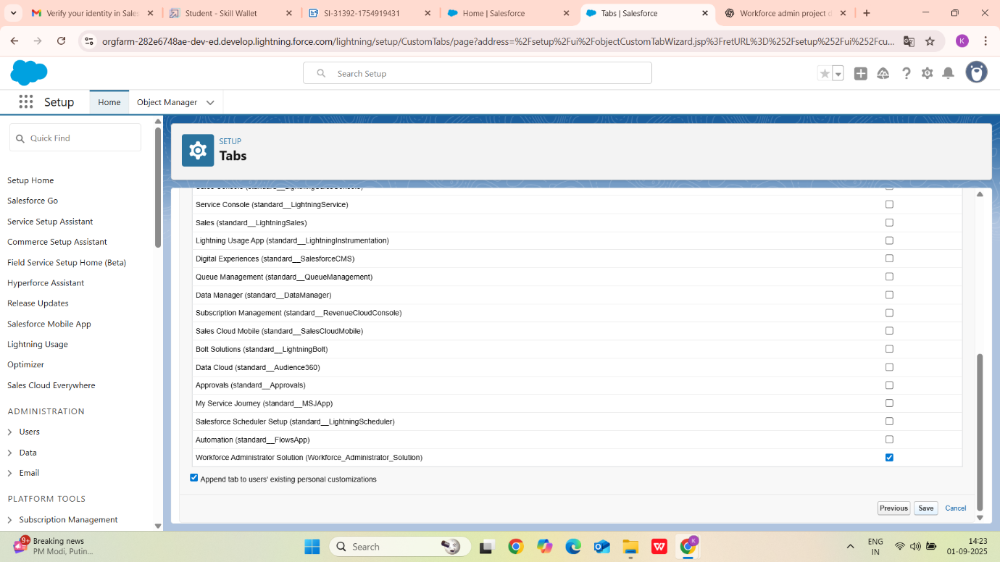 Verify your identity in Sales
Student - Skill Wallet
SI-31392-1754919431
Home | Salesforce
Tabs | Salesforce
Workforce admin project d
orgfarm-282e6748ae-dev-ed.develop.lightning.force.com/lightning/setup/CustomTabs/page?address=%2Fsetup%2Fui%2FobjectCustomTabWizard.jsp%3FretURL%3D%252Fsetup%252Fui%252Fcu...
K
Search Setup
Setup
Home
Object Manager
Quick Find
SETUP
Tabs
Setup Home
Salesforce Go
Service Setup Assistant
Commerce Setup Assistant
Field Service Setup Home (Beta)
Hyperforce Assistant
Release Updates
Salesforce Mobile App
Lightning Usage
Optimizer
Sales Cloud Everywhere
ADMINISTRATION
Users
Data
Email
PLATFORM TOOLS
Subscription Management
Service Console (standard__LightningService)
Sales (standard__LightningSales)
Lightning Usage App (standard__LightningInstrumentation)
Digital Experiences (standard__SalesforceCMS)
Queue Management (standard__QueueManagement)
Data Manager (standard__DataManager)
Subscription Management (standard__RevenueCloudConsole)
Sales Cloud Mobile (standard__SalesCloudMobile)
Bolt Solutions (standard__LightningBolt)
Data Cloud (standard__Audience360)
Approvals (standard__Approvals)
My Service Journey (standard__MSJApp)
Salesforce Scheduler Setup (standard__LightningScheduler)
Automation (standard__FlowsApp)
Workforce Administrator Solution (Workforce_Administrator_Solution)
Append tab to users' existing personal customizations
Previous
Save
Cancel
9+
Breaking news
PM Modi, Putin...
Search
W
K
ENG
IN
14:23
01-09-2025